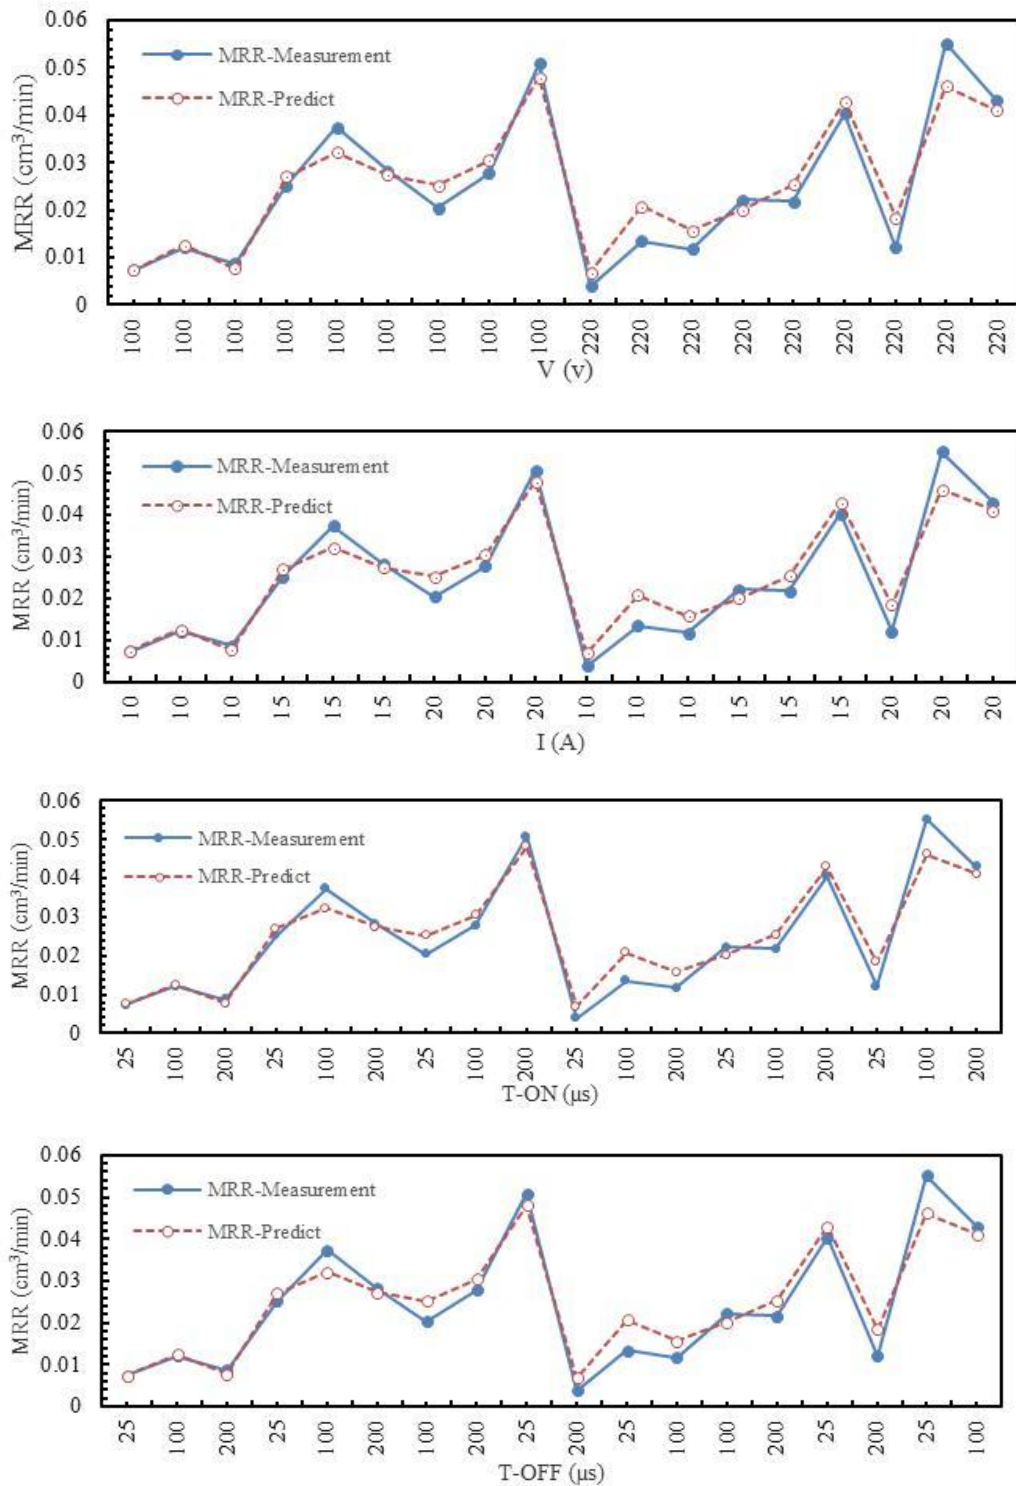 0.06
0.05
0.04
0.03
0.02
0.01
0
MRR (cm³/min)
MRR-Measurement
MRR-Predict
100 100 100 100 100 100 100 100 100 220 220 220 220 220 220 220 220 220
V (v)
0.06
0.05
0.04
0.03
0.02
0.01
0
MRR (cm³/min)
MRR-Measurement
MRR-Predict
10 10 10 15 15 15 20 20 20 10 10 10 15 15 15 20 20 20
I (A)
0.06
0.05
0.04
0.03
0.02
0.01
0
MRR (cm³/min)
MRR-Measurement
MRR-Predict
25 100 200 25 100 200 25 100 200 25 100 200 25 100 200 25 100 200
T-ON (µs)
0.06
0.05
0.04
0.03
0.02
0.01
0
MRR (cm³/min)
MRR-Measurement
MRR-Predict
25 100 200 25 100 200 100 200 25 200 25 100 100 200 25 200 25 100
T-OFF (µs)